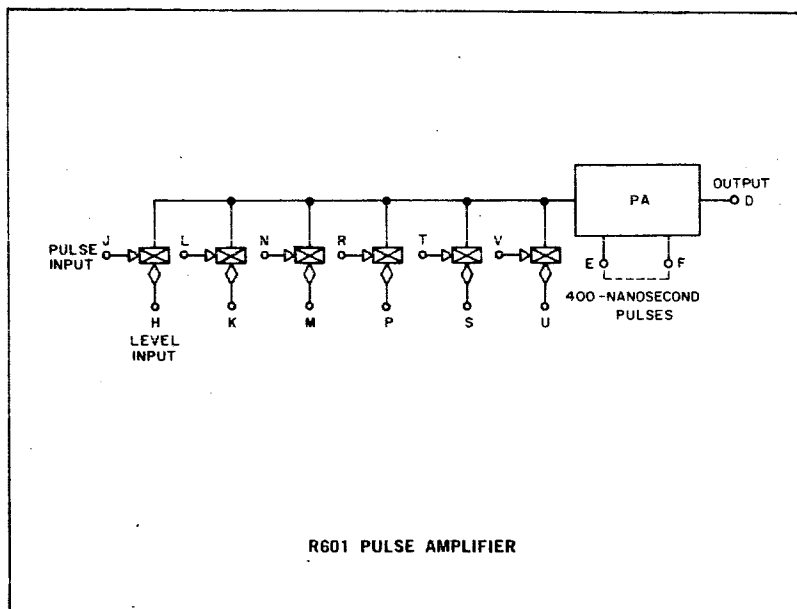 PA
OUTPUT
D
J L N R T V
PULSE
INPUT
E F
H K M P S U
400-NANOSECOND
PULSES
LEVEL
INPUT
R601 PULSE AMPLIFIER